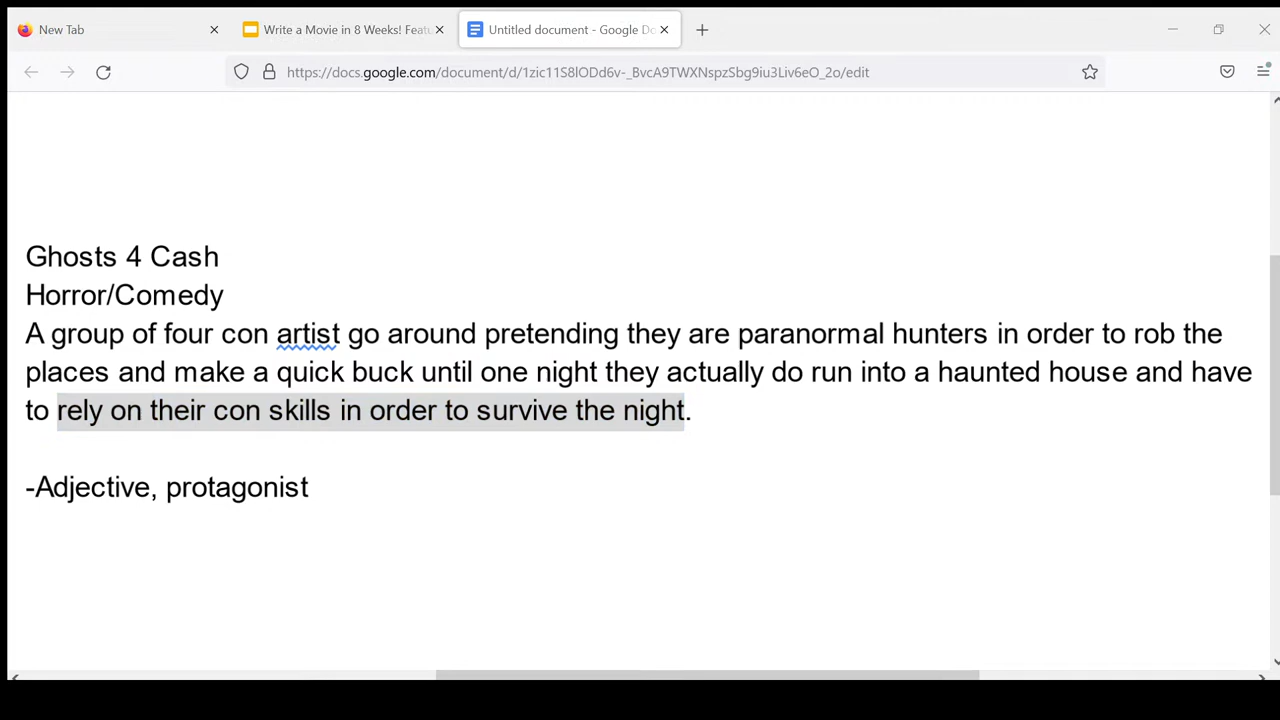 New Tab
Write a Movie in 8 Weeks! Featu
Untitled document - Google Do
https://docs.google.com/document/d/1zic11S8lODd6v-_BvcA9TWXNspzSbg9iu3Liv6eO_2o/edit
Ghosts 4 Cash
Horror/Comedy
A group of four con artist go around pretending they are paranormal hunters in order to rob the
places and make a quick buck until one night they actually do run into a haunted house and have
to rely on their con skills in order to survive the night.
-Adjective, protagonist